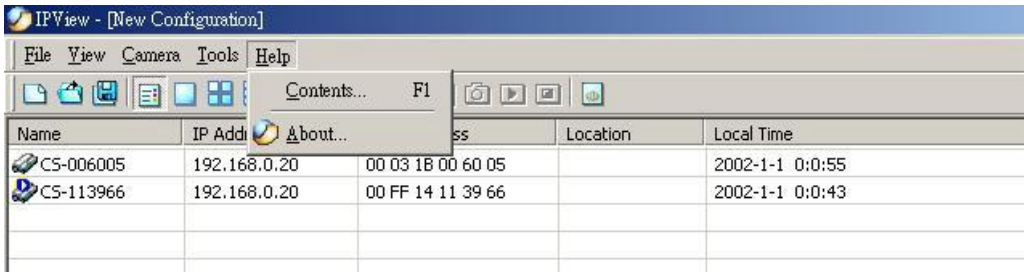 IPView - [New Configuration]
File View Camera Tools Help
Contents... F1
About...
Name IP Addr ss Location Local Time
CS-006005 192.168.0.20 00 03 1B 00 60 05 2002-1-1 0:0:55
CS-113966 192.168.0.20 00 FF 14 11 39 66 2002-1-1 0:0:43